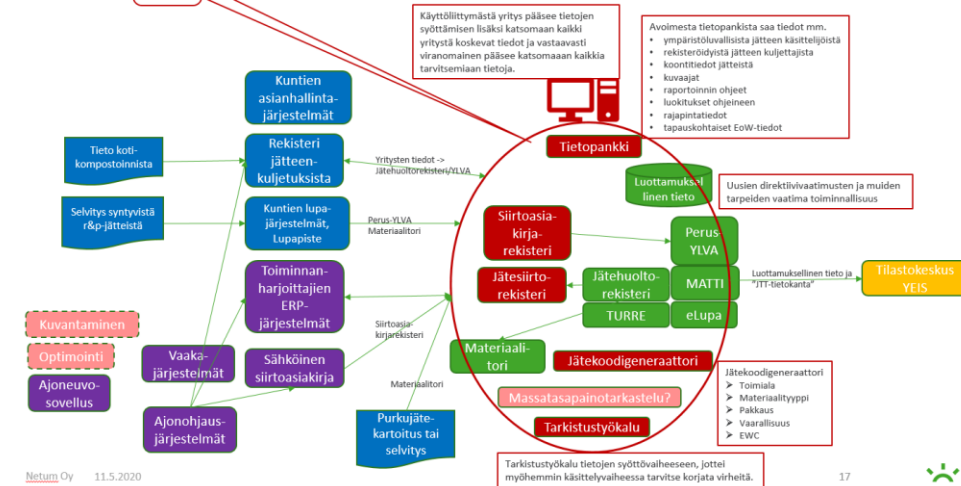 Käyttöliittymästä yritys pääsee tietojen
syöttämisen lisäksi katsomaan kaikki
yritystä koskevat tiedot ja vastaavasti
viranomainen pääsee katsomaaan kaikkia
tarvitsemiaan tietoja.
Avoimesta tietopankista saa tiedot mm.
• ympäristöluvallisista jätteen käsittelijöistä
• rekisteröidyistä jätteen kuljettajista
• koontitiedot jätteistä
• kuvaajat
• raportoinnin ohjeet
• luokitukset ohjeineen
• rajapintatiedot
• tapauskohtaiset EoW-tiedot
Kuntien
asianhallinta-
järjestelmät
Tieto koti-
kompostoinnista
Rekisteri
jätteen-
kuljetuksista
Yritysten tiedot ->
Jätehuoltorekisteri/YLVA
Tietopankki
Luottamuksel
linen tieto
Uusien direktiivivaatimusten ja muiden
tarpeiden vaatima toiminnallisuus
Selvitys syntyvistä
r&p-jätteistä
Kuntien lupa-
järjestelmät,
Lupapiste
Perus-YLVA
Materiaalitori
Siirtoasia-
kirja-
rekisteri
Perus-
YLVA
Toiminnan-
harjoittajien
ERP-
järjestelmät
Jätesiirto-
rekisteri
Jätehuolto-
rekisteri
MATTI
Luottamuksellinen tieto ja
"JTT-tietokanta"
Tilastokeskus
YEIS
TURRE
eLupa
Kuvantaminen
Optimointi
Ajoneuvo-
sovellus
Vaaka-
järjestelmät
Sähköinen
siirtoasiakirja
Siirtoasia-
kirjarekisteri
Materiaalitori
Materiaali-
tori
Jätekoodigeneraattori
Massatasapainotarkastelu?
Tarkistustyökalu
Jätekoodigeneraattori
➢ Toimiala
➢ Materiaalityyppi
➢ Pakkaus
➢ Vaarallisuus
➢ EWC
Ajonohjaus-
järjestelmät
Purkujäte-
kartoitus tai
selvitys
Tarkistustyökalu tietojen syöttövaiheeseen, jottei
myöhemmin käsittelyvaiheessa tarvitse korjata virheitä.
Netum Oy 11.5.2020
17